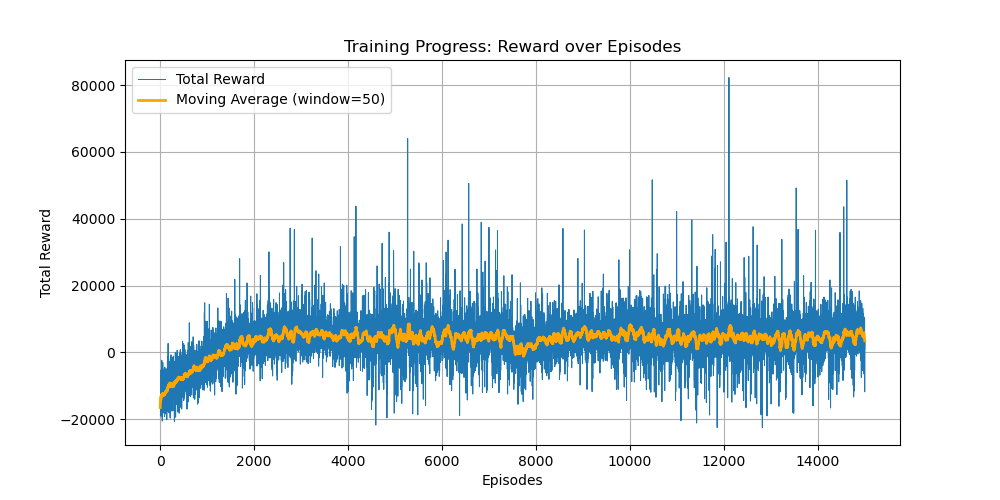 Training Progress: Reward over Episodes
Total Reward
Moving Average (window=50)
80000
60000
40000
20000
0
−20000
Total Reward
0 2000 4000 6000 8000 10000 12000 14000
Episodes